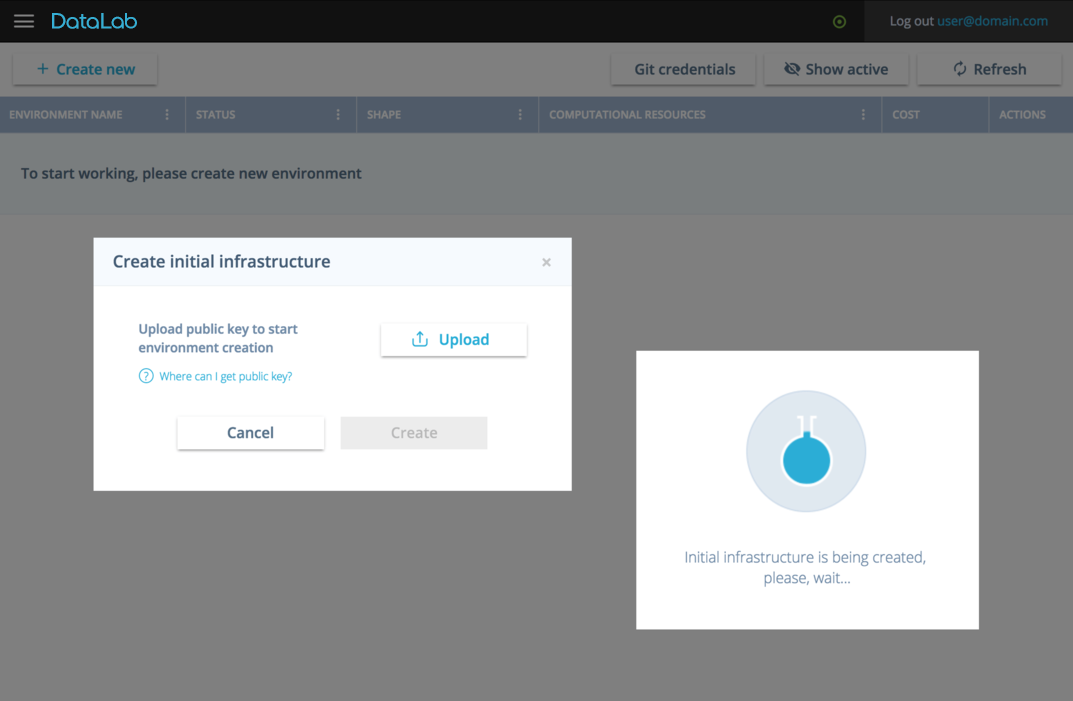 DataLab
Log out user@domain.com
+ Create new
Git credentials
Show active
Refresh
ENVIRONMENT NAME
STATUS
SHAPE
COMPUTATIONAL RESOURCES
COST
ACTIONS
To start working, please create new environment
Create initial infrastructure
×
Upload public key to start
environment creation
Upload
? Where can I get public key?
Cancel
Create
Initial infrastructure is being created,
please, wait...